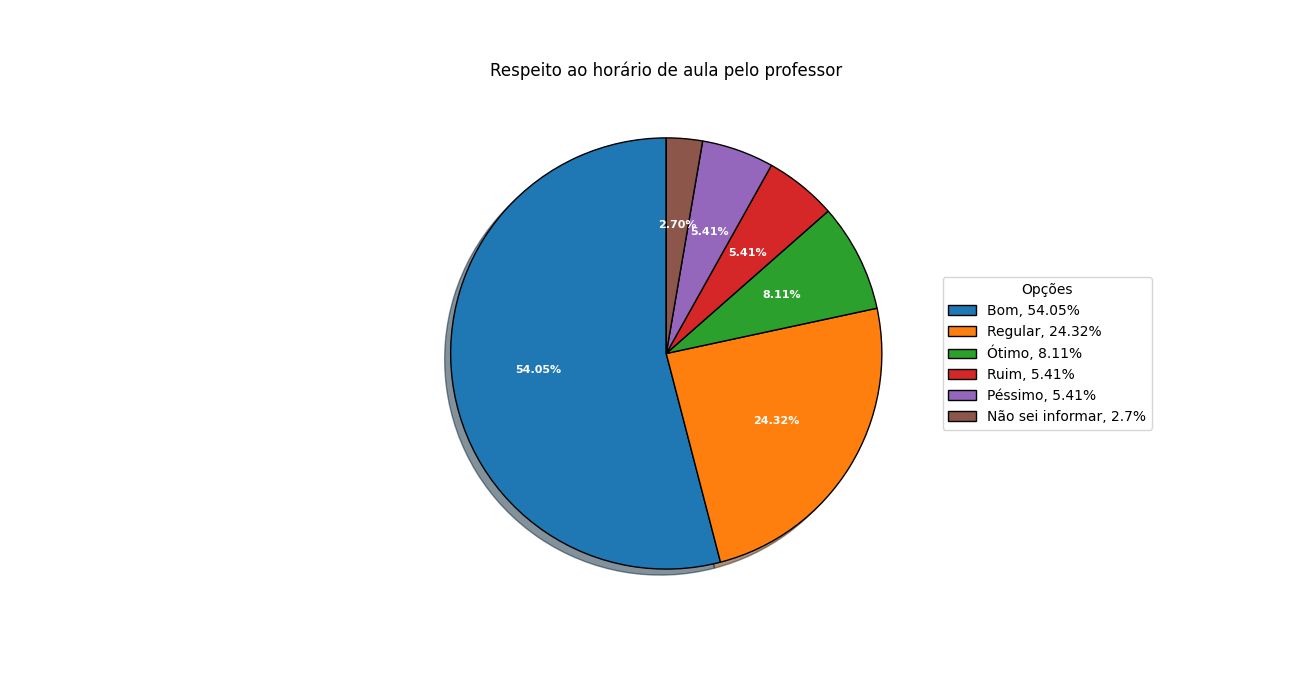 Respeito ao horário de aula pelo professor
2.70%
5.41%
5.41%
8.11%
54.05%
24.32%
Opções
Bom, 54.05%
Regular, 24.32%
Ótimo, 8.11%
Ruim, 5.41%
Péssimo, 5.41%
Não sei informar, 2.7%